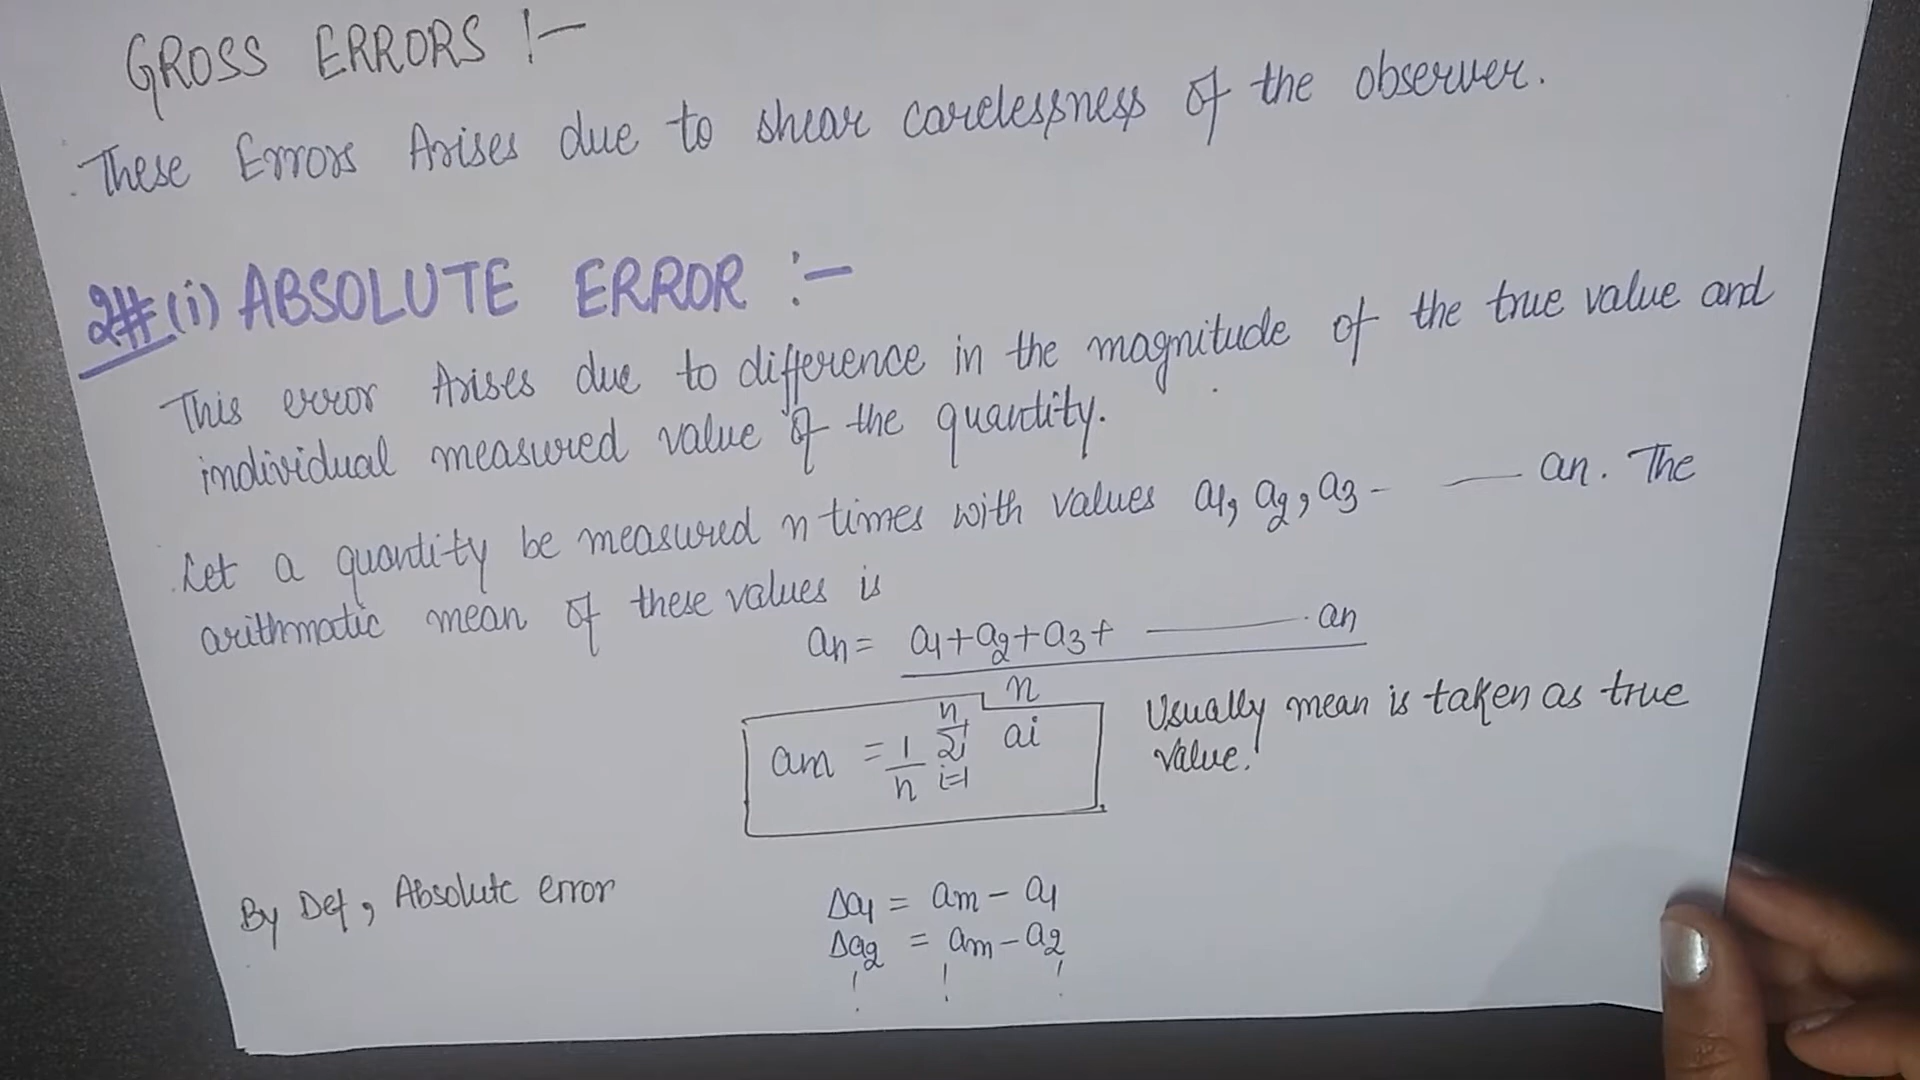 GROSS ERRORS :-
These Errors Arises due to shear carelessness of the observer.
2# (i) ABSOLUTE ERROR :-
This error Arises due to difference in the magnitude of the true value and
individual measured value of the quantity.
Let a quantity be measured n times with values a1, a2, a3 - — an. The
arithmatic mean of these values is
an = a1+a2+a3+ — an
n
am = 1/n n Σ i=1 ai
Usually mean is taken as true
value.
By Def, Absolute error
Δa1 = am - a1
Δa2 = am - a2